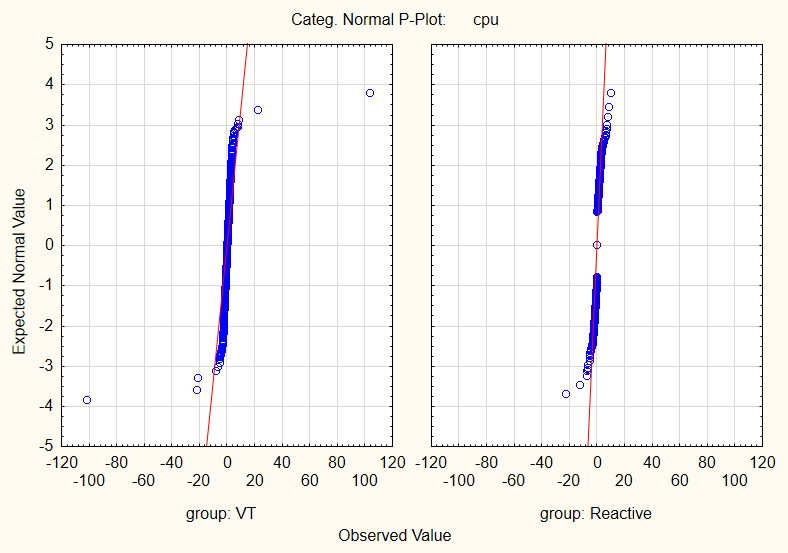 Categ. Normal P-Plot: cpu
Expected Normal Value
5
4
3
2
1
0
-1
-2
-3
-4
-5
-120 -80 -40 0 40 80 120 -120 -80 -40 0 40 80 120
-100 -60 -20 20 60 100 -100 -60 -20 20 60 100
group: VT group: Reactive
Observed Value